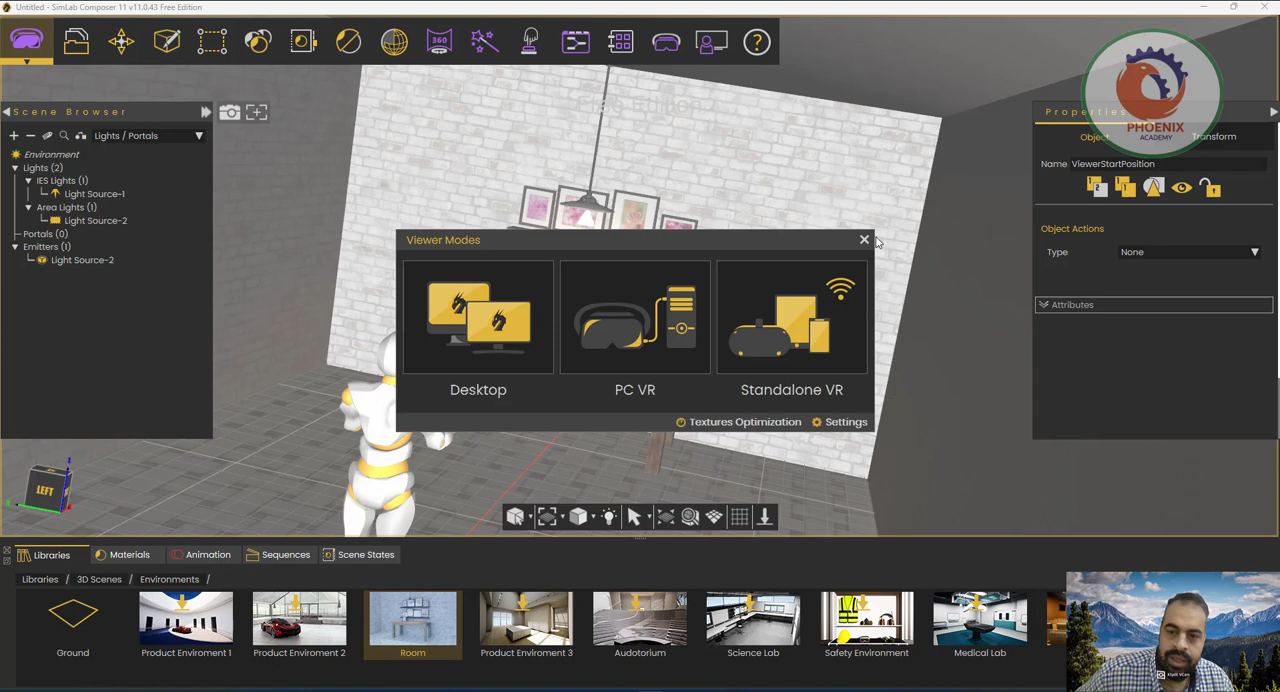 Untitled - SimLab Composer 11 v11.0.43 Free Edition
360
Scene Browser
Lights / Portals
Environment
Lights (2)
IES Lights (1)
Light Source-1
Area Lights (1)
Light Source-2
Portals (0)
Emitters (1)
Light Source-2
LEFT
Viewer Modes
Desktop
PC VR
Standalone VR
Textures Optimization
Settings
PHOENIX
ACADEMY
Properties
Object
Transform
Name ViewerStartPosition
Object Actions
Type None
Attributes
Libraries
Materials
Animation
Sequences
Scene States
Libraries / 3D Scenes / Environments /
Ground
Product Enviroment 1
Product Enviroment 2
Room
Product Enviroment 3
Audotorium
Science Lab
Safety Environment
Medical Lab
XSplit VCam